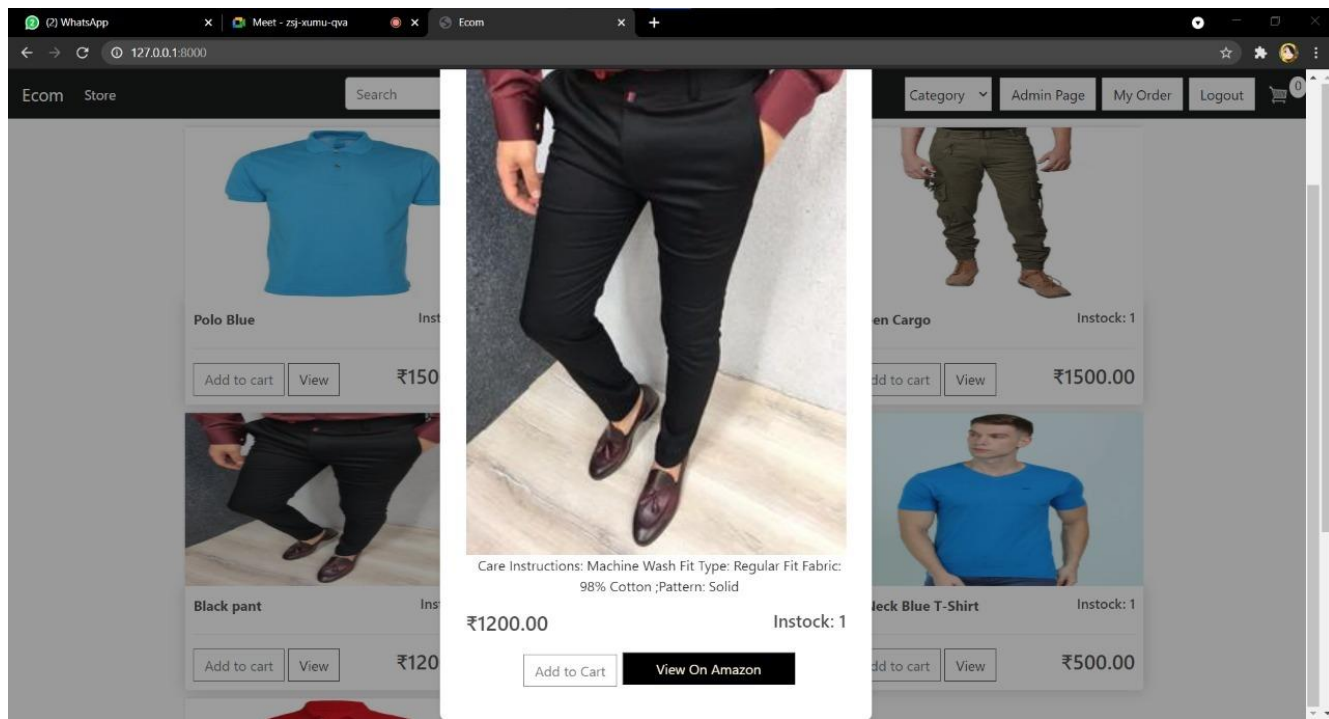 (2) WhatsApp
Meet - zsj-xumu-qva
Ecom
127.0.0.1:8000
Ecom Store Search Category Admin Page My Order Logout 0
Polo Blue Inst
Add to cart View ₹150
en Cargo Instock: 1
dd to cart View ₹1500.00
Black pant Ins
Add to cart View ₹120
Care Instructions: Machine Wash Fit Type: Regular Fit Fabric:
98% Cotton ;Pattern: Solid
₹1200.00 Instock: 1
Add to Cart View On Amazon
Neck Blue T-Shirt Instock: 1
dd to cart View ₹500.00